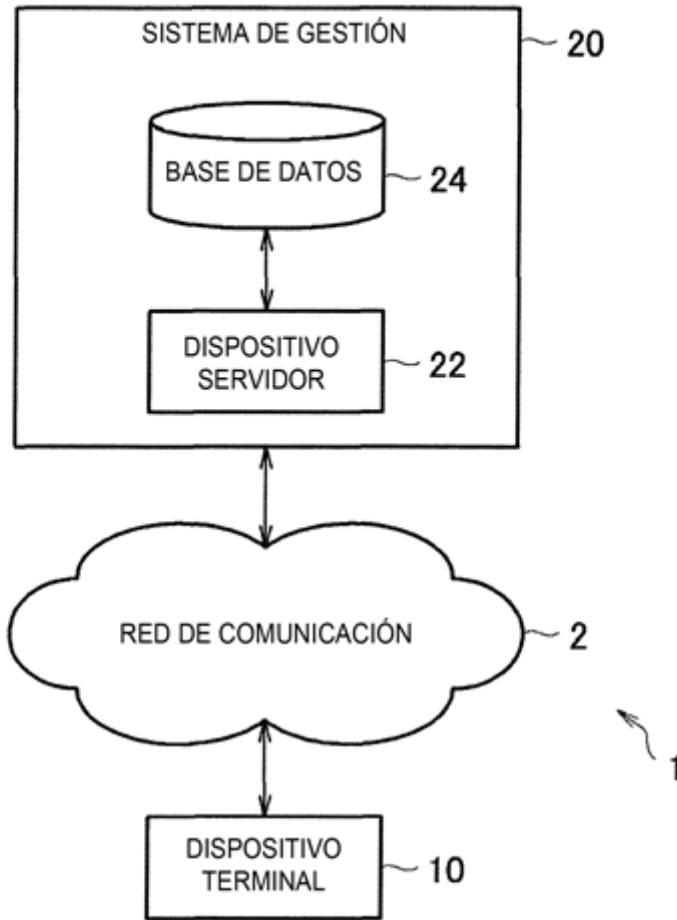 SISTEMA DE GESTIÓN
20
BASE DE DATOS
24
DISPOSITIVO
SERVIDOR
22
RED DE COMUNICACIÓN
2
1
DISPOSITIVO
TERMINAL
10